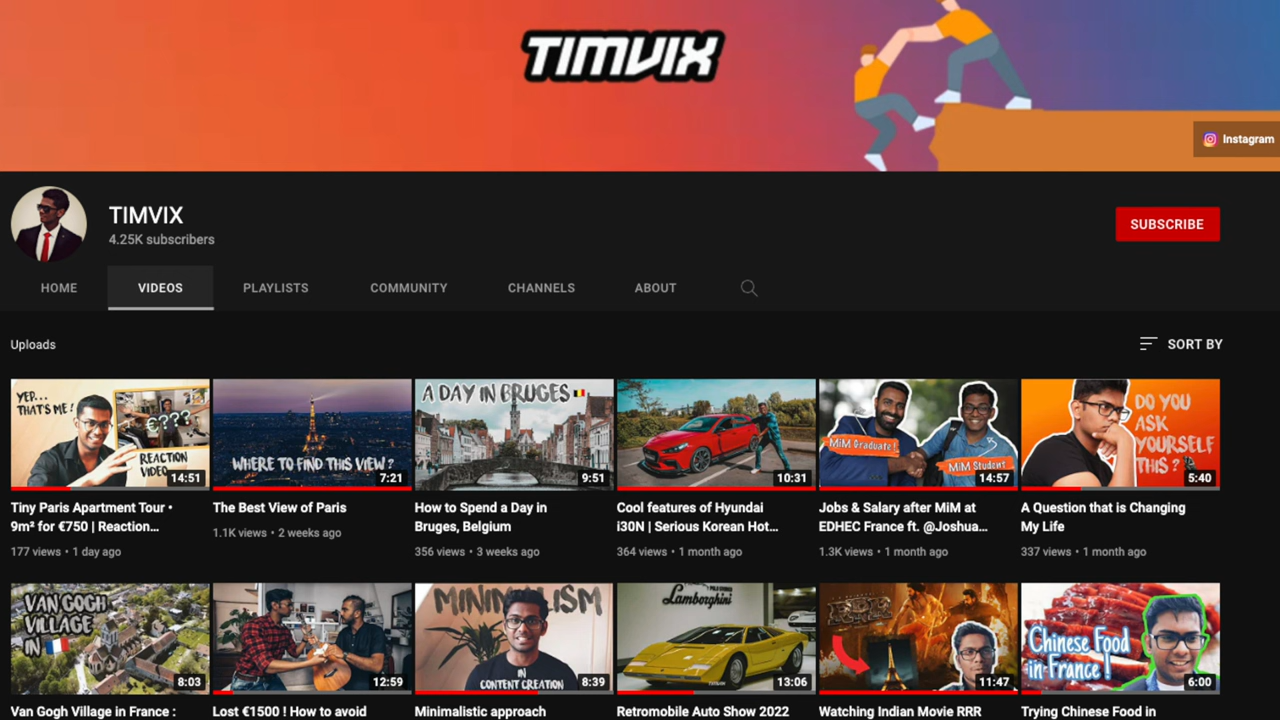 TIMVIX
Instagram
TIMVIX
4.25K subscribers
SUBSCRIBE
HOME
VIDEOS
PLAYLISTS
COMMUNITY
CHANNELS
ABOUT
Uploads
SORT BY
YEP...
THAT'S ME!
€???
REACTION
VIDEO
14:51
WHERE TO FIND THIS VIEW?
7:21
A DAY IN BRUGES
9:51
10:31
MiM Graduate!
MiM Student
14:57
DO YOU
ASK
YOURSELF
THIS?
5:40
Tiny Paris Apartment Tour •
9m² for €750 | Reaction...
177 views • 1 day ago
The Best View of Paris
1.1K views • 2 weeks ago
How to Spend a Day in
Bruges, Belgium
356 views • 3 weeks ago
Cool features of Hyundai
i30N | Serious Korean Hot...
364 views • 1 month ago
Jobs & Salary after MiM at
EDHEC France ft. @Joshua...
1.3K views • 1 month ago
A Question that is Changing
My Life
337 views • 1 month ago
VAN GOGH
VILLAGE
IN
8:03
12:59
MINIMALISM
IN
CONTENT CREATION
8:39
Lamborghini
13:06
RRR
11:47
Chinese Food
in France!
6:00
Van Gogh Village in France :
Lost €1500 ! How to avoid
Minimalistic approach
Retromobile Auto Show 2022
Watching Indian Movie RRR
Trying Chinese Food in